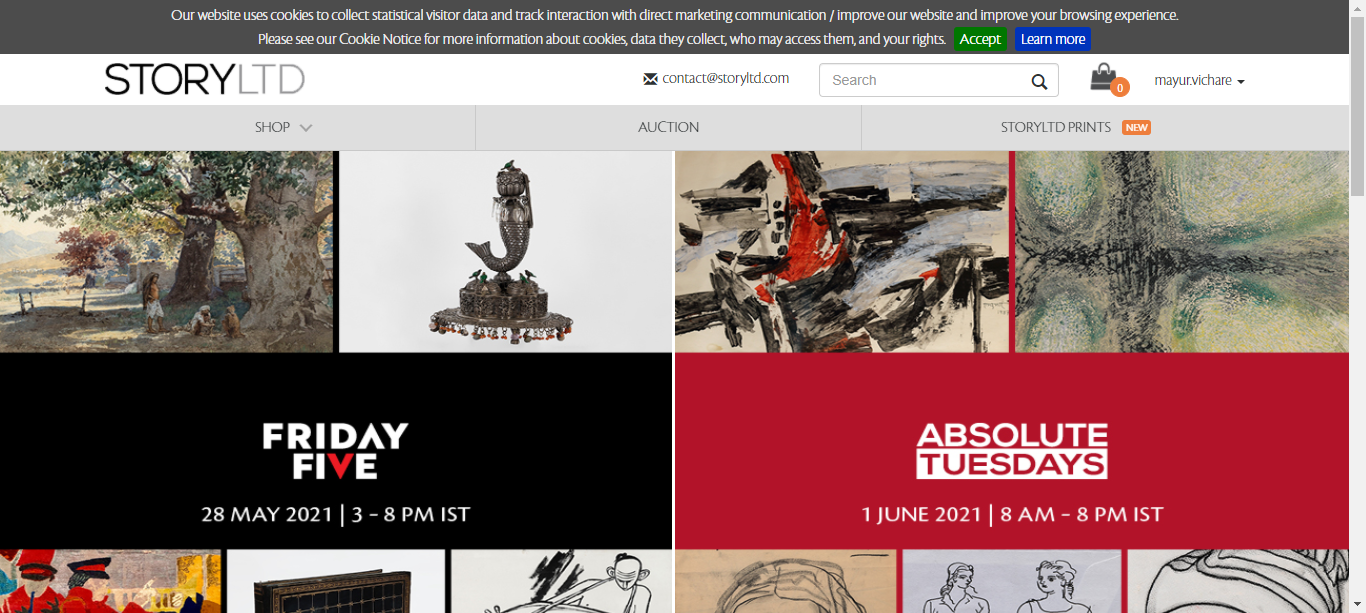 Our website uses cookies to collect statistical visitor data and track interaction with direct marketing communication / improve our website and improve your browsing experience.
Please see our Cookie Notice for more information about cookies, data they collect, who may access them, and your rights. Accept Learn more
STORYLTD
contact@storyltd.com
Search
0
mayur.vichare
SHOP
AUCTION
STORYLTD PRINTS NEW
FRIDAY
FIVE
28 MAY 2021 | 3 – 8 PM IST
ABSOLUTE
TUESDAYS
1 JUNE 2021 | 8 AM – 8 PM IST